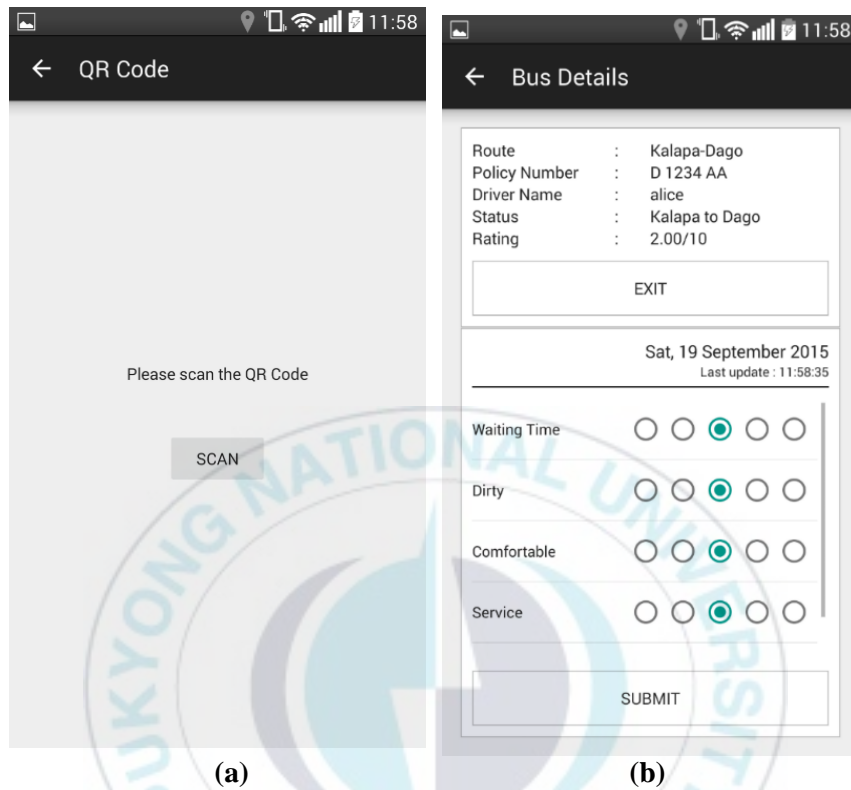 11:58
QR Code
Please scan the QR Code
SCAN
(a)
11:58
Bus Details
Route : Kalapa-Dago
Policy Number : D 1234 AA
Driver Name : alice
Status : Kalapa to Dago
Rating : 2.00/10
EXIT
Sat, 19 September 2015
Last update : 11:58:35
Waiting Time
Dirty
Comfortable
Service
SUBMIT
(b)
NATIONAL UNIVERSIT